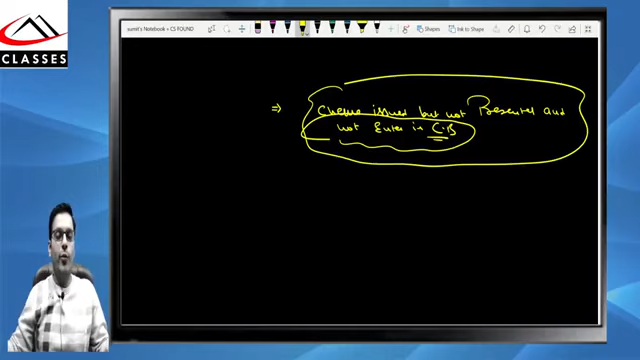 sumit's Notebook » CS FOUND
Shapes
Ink to Shape
CLASSES
⇒ Cheque issued but not Presented and
not Enter in C.B